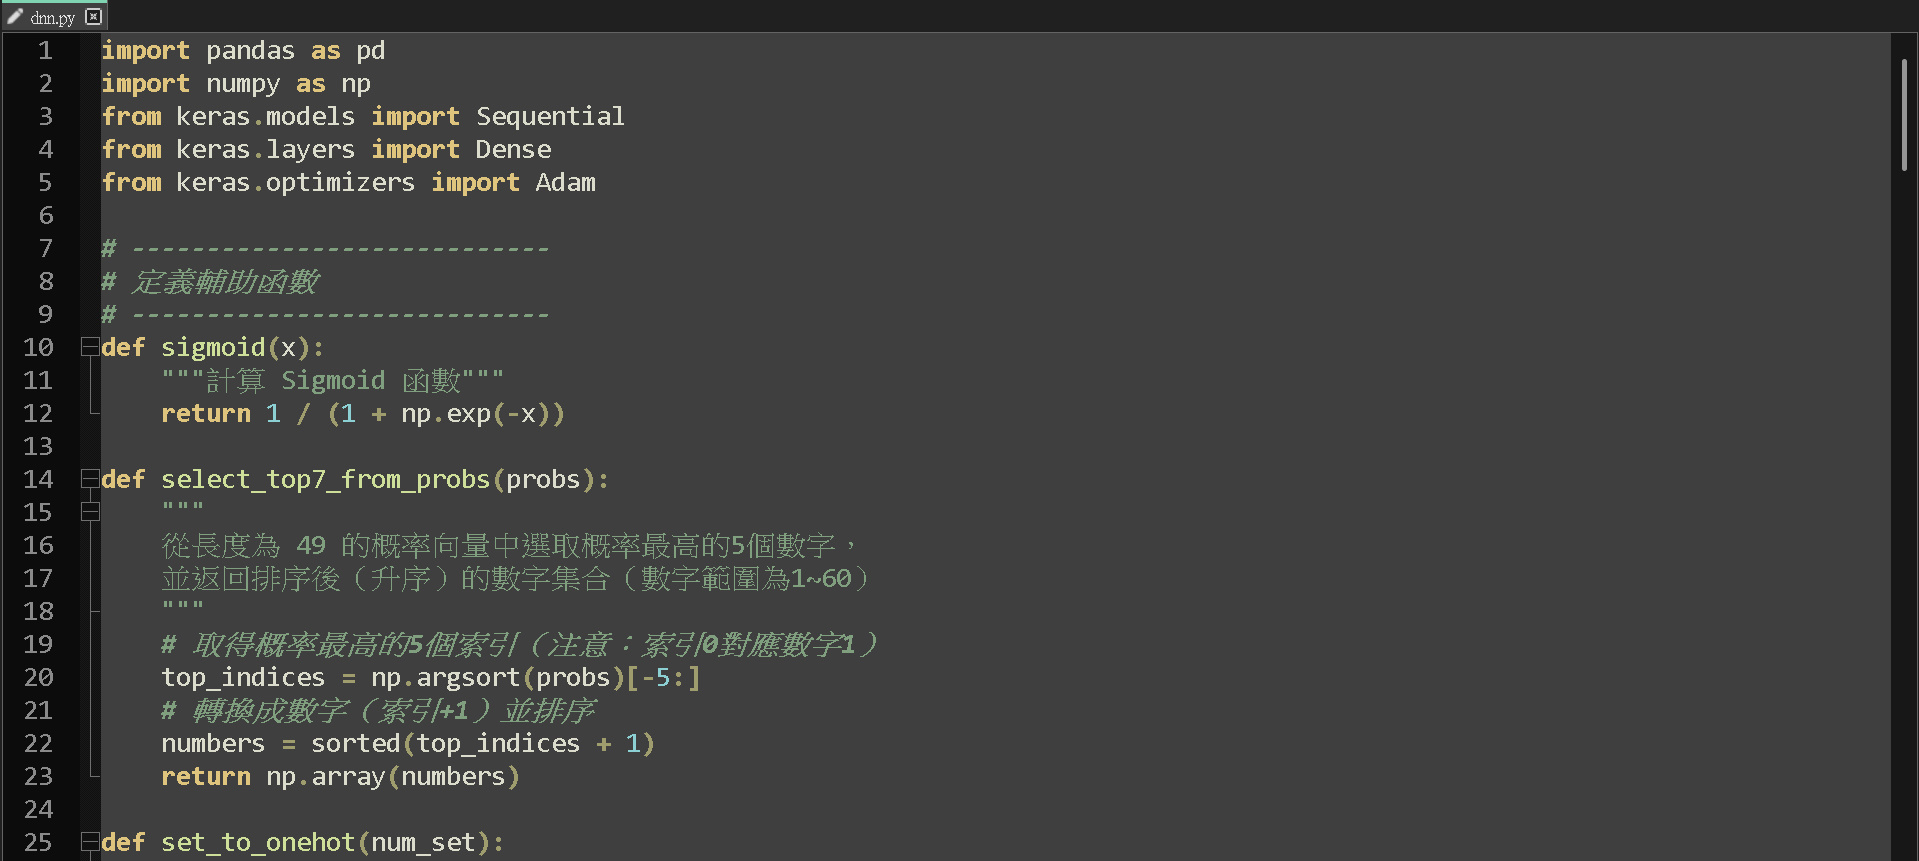 dnn.py
1 import pandas as pd
2 import numpy as np
3 from keras.models import Sequential
4 from keras.layers import Dense
5 from keras.optimizers import Adam
6
7 # ----------------------------
8 # 定義輔助函數
9 # ----------------------------
10 def sigmoid(x):
11     """計算 Sigmoid 函數"""
12     return 1 / (1 + np.exp(-x))
13
14 def select_top7_from_probs(probs):
15     """
16     從長度為 49 的概率向量中選取概率最高的5個數字，
17     並返回排序後（升序）的數字集合（數字範圍為1~60）
18     """
19     # 取得概率最高的5個索引（注意：索引0對應數字1）
20     top_indices = np.argsort(probs)[-5:]
21     # 轉換成數字（索引+1）並排序
22     numbers = sorted(top_indices + 1)
23     return np.array(numbers)
24
25 def set_to_onehot(num_set):